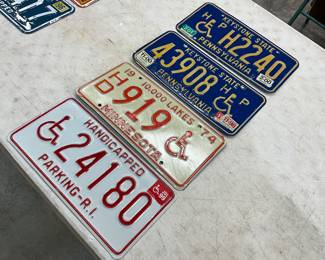 17
KEYSTONE STATE
HP H2240
PENNSYLVANIA
KEYSTONE STATE
43908 HP
PENNSYLVANIA
19 10,000 LAKES 74
HD 919
MINNESOTA
HANDICAPPED
24180
PARKING-R.I.